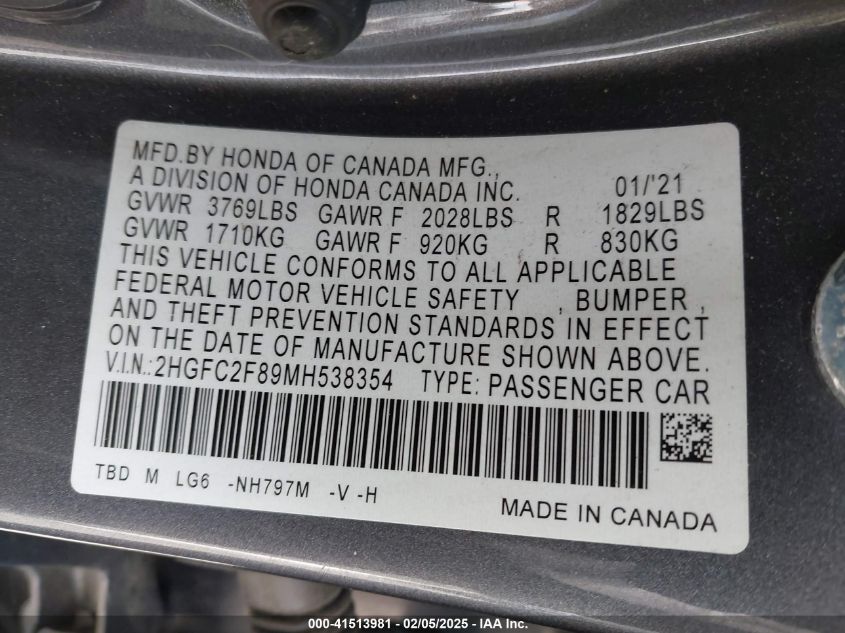 MFD.BY HONDA OF CANADA MFG.,
A DIVISION OF HONDA CANADA INC. 01/'21
GVWR 3769LBS GAWR F 2028LBS R 1829LBS
GVWR 1710KG GAWR F 920KG R 830KG
THIS VEHICLE CONFORMS TO ALL APPLICABLE
FEDERAL MOTOR VEHICLE SAFETY , BUMPER ,
AND THEFT PREVENTION STANDARDS IN EFFECT
ON THE DATE OF MANUFACTURE SHOWN ABOVE.
V.I.N.:2HGFC2F89MH538354 TYPE: PASSENGER CAR
TBD M LG6 -NH797M -V -H
MADE IN CANADA
000-41513981 - 02/05/2025 - IAA Inc.